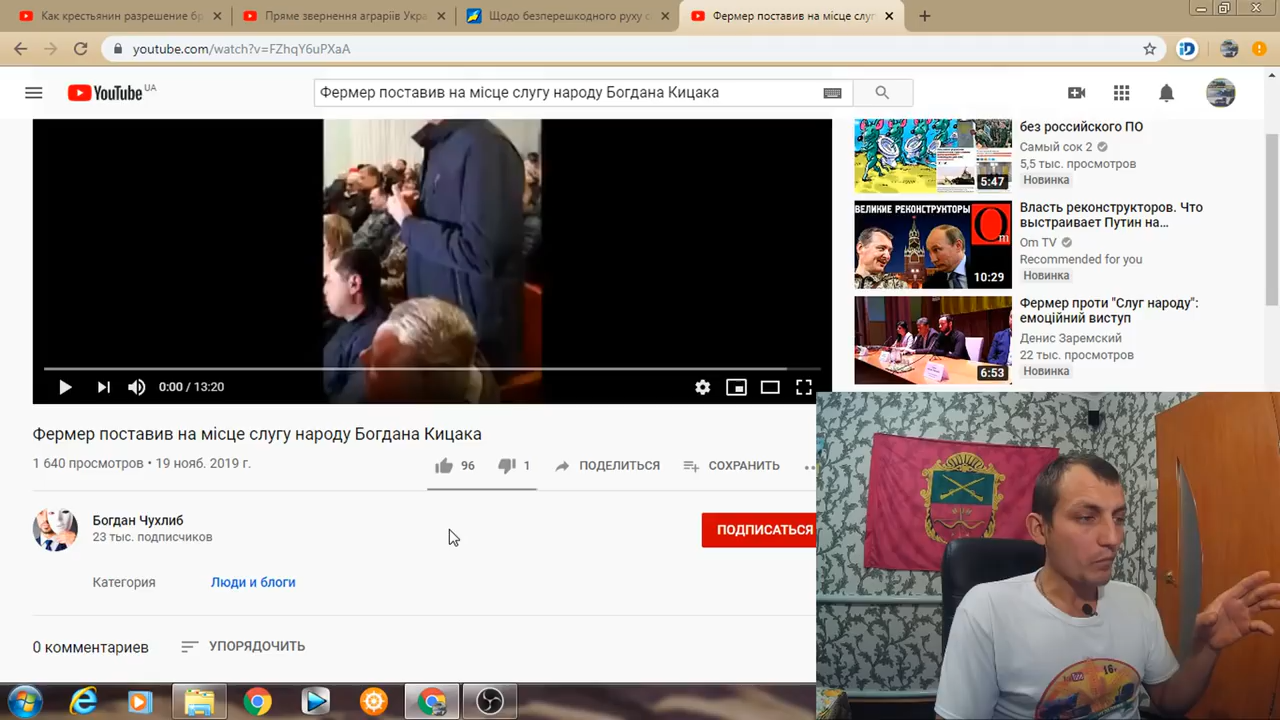 Как крестьянин разрешение бр
Пряме звернення аграріїв Укра
Щодо безперешкодного руху с
Фермер поставив на місце слуг
youtube.com/watch?v=FZhqY6uPXaA
YouTube UA
Фермер поставив на місце слугу народу Богдана Кицака
без российского ПО
Самый сок 2
5,5 тыс. просмотров
Новинка
5:47
ВЕЛИКИЕ РЕКОНСТРУКТОРЫ
Om
10:29
Власть реконструкторов. Что
выстраивает Путин на...
Om TV
Recommended for you
Новинка
Фермер проти "Слуг народу":
емоційний виступ
Денис Заремский
22 тыс. просмотров
Новинка
6:53
0:00 / 13:20
Фермер поставив на місце слугу народу Богдана Кицака
1 640 просмотров • 19 нояб. 2019 г.
96
1
ПОДЕЛИТЬСЯ
СОХРАНИТЬ
Богдан Чухлиб
23 тыс. подписчиков
ПОДПИСАТЬСЯ
Категория
Люди и блоги
0 комментариев
УПОРЯДОЧИТЬ